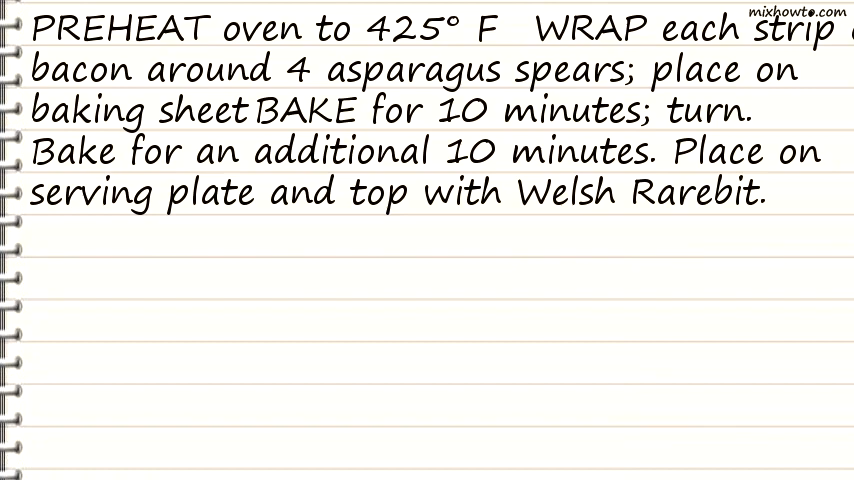 mixhowto.com
PREHEAT oven to 425° F WRAP each strip
bacon around 4 asparagus spears; place on
baking sheet BAKE for 10 minutes; turn.
Bake for an additional 10 minutes. Place on
serving plate and top with Welsh Rarebit.